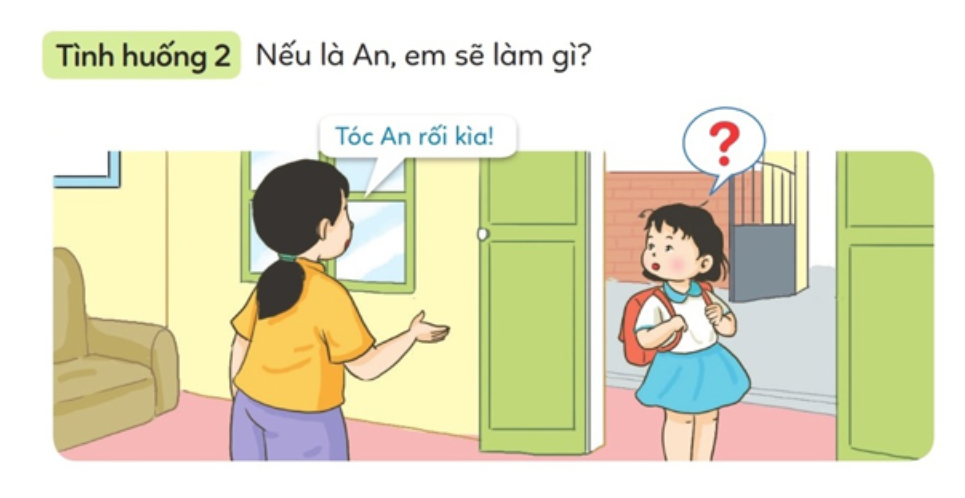 Tình huống 2 Nếu là An, em sẽ làm gì?
Tóc An rối kìa!
?